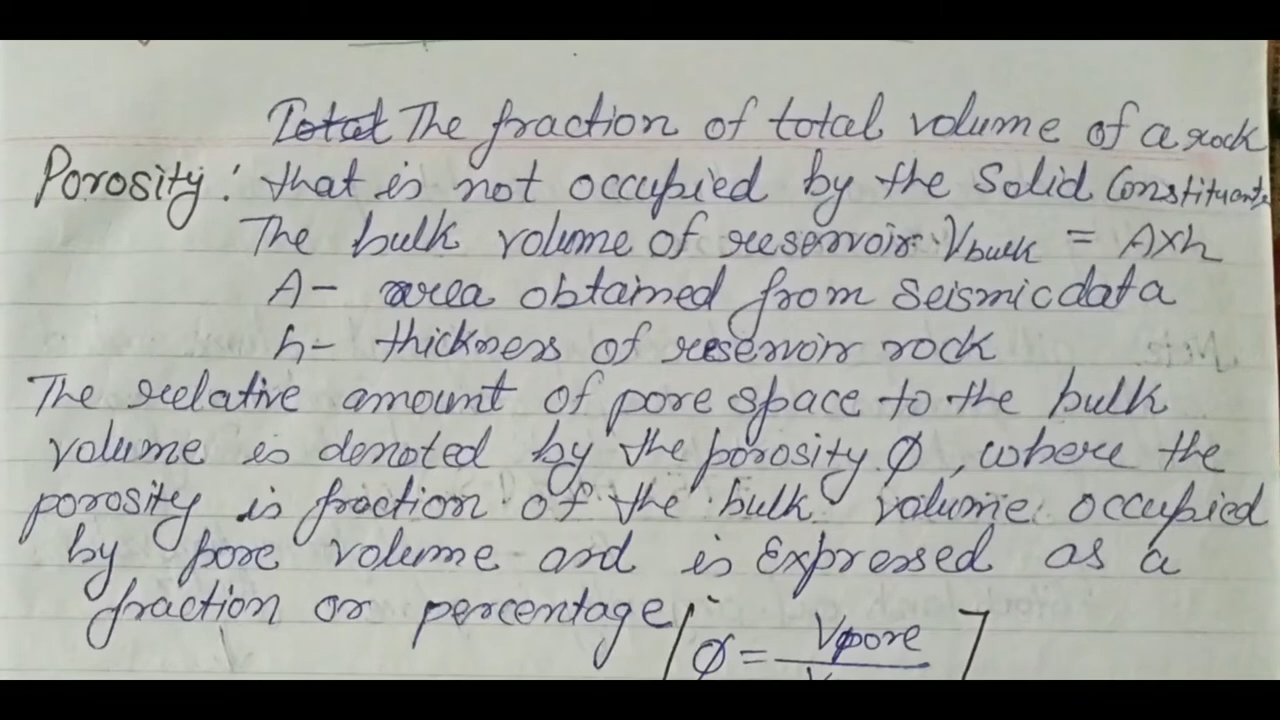 Total The fraction of total volume of a rock
Porosity: that is not occupied by the Solid Constituents
The bulk volume of reservoir. Vbulk = A×h
A- area obtained from seismic data
h- thickness of reservoir rock
The relative amount of pore space to the bulk
volume is denoted by the porosity ø, where the
porosity is fraction of the bulk volume occupied
by pore volume and is Expressed as a
fraction or percentage
[ø = Vpore ]